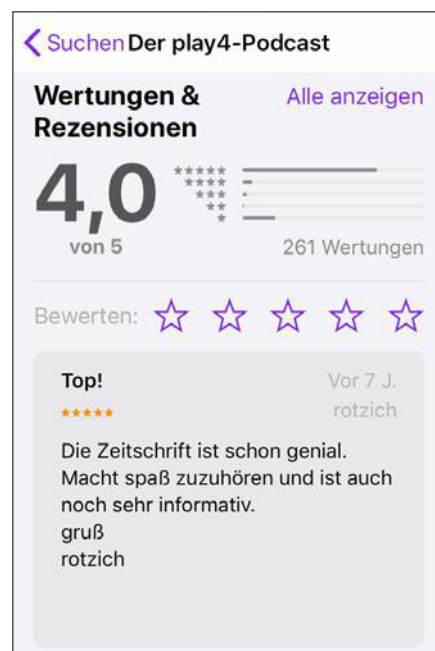 Suchen Der play4-Podcast
Wertungen & Alle anzeigen
Rezensionen
4,0
von 5
261 Wertungen
Bewerten:
Top! Vor 7 J.
rotzich
Die Zeitschrift ist schon genial.
Macht spaß zuzuhören und ist auch
noch sehr informativ.
gruß
rotzich